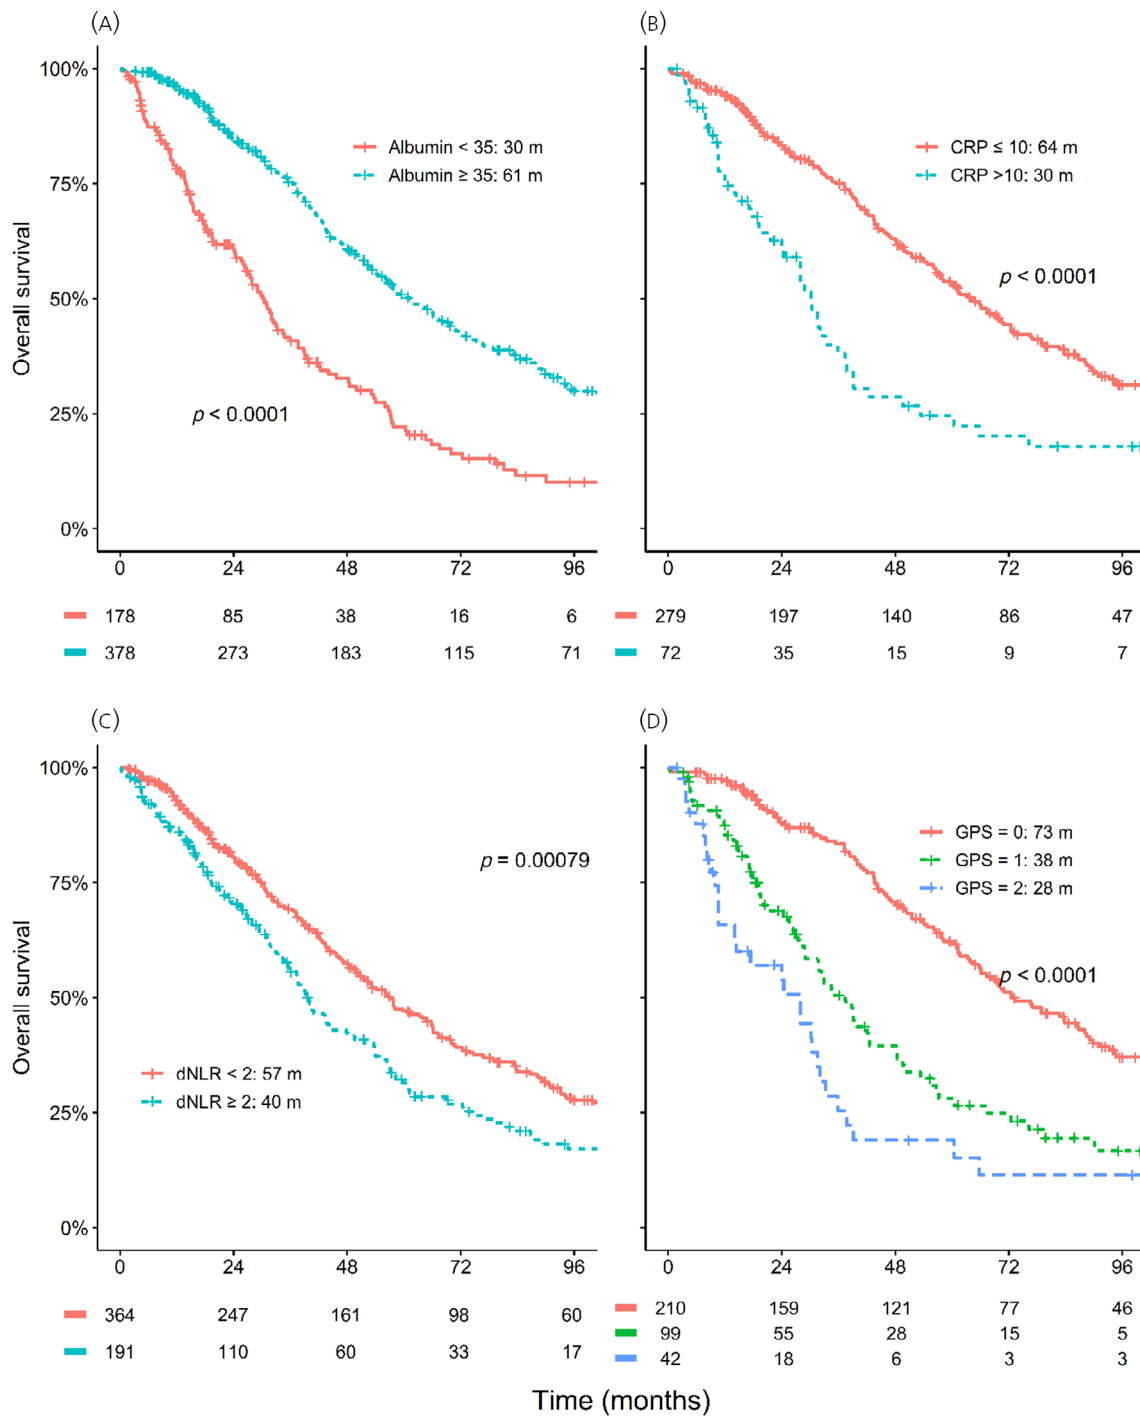 (A)
(B)
100%
75%
50%
25%
0%
Overall survival
Albumin < 35: 30 m
Albumin ≥ 35: 61 m
p < 0.0001
CRP ≤ 10: 64 m
CRP >10: 30 m
p < 0.0001
0 24 48 72 96
0 24 48 72 96
178 85 38 16 6
378 273 183 115 71
279 197 140 86 47
72 35 15 9 7
(C)
(D)
100%
75%
50%
25%
0%
Overall survival
p = 0.00079
dNLR < 2: 57 m
dNLR ≥ 2: 40 m
GPS = 0: 73 m
GPS = 1: 38 m
GPS = 2: 28 m
p < 0.0001
0 24 48 72 96
0 24 48 72 96
364 247 161 98 60
191 110 60 33 17
210 159 121 77 46
99 55 28 15 5
42 18 6 3 3
Time (months)